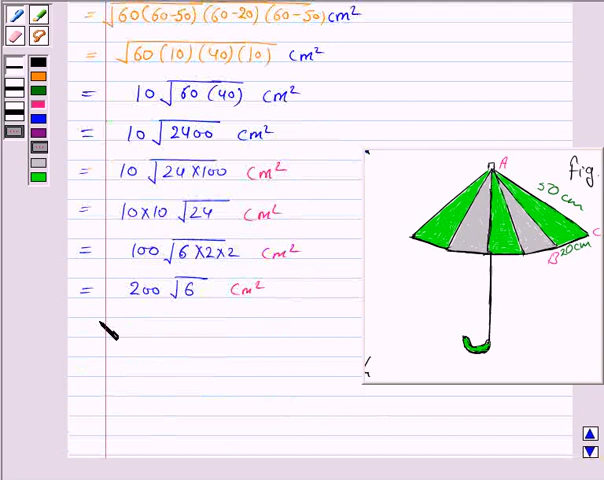 = √60(60-50)(60-20)(60-50) cm²
= √60(10)(40)(10) cm²
= 10√60(40) cm²
= 10√2400 cm²
= 10√24×100 cm²
= 10×10√24 cm²
= 100√6×2×2 cm²
= 200√6 cm²
fig.
A
50 cm
C
B
20cm